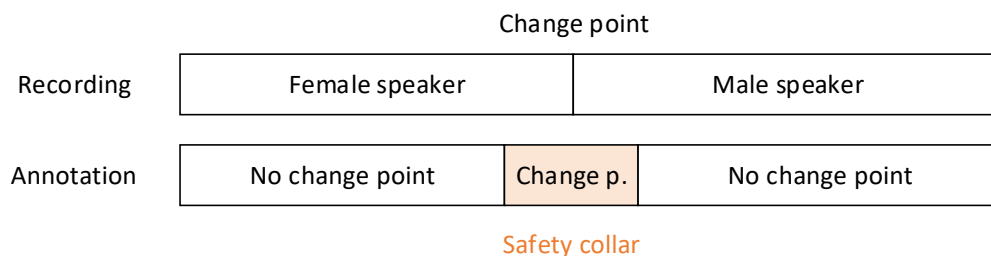 Change point
Recording Female speaker Male speaker
Annotation No change point Change p. No change point
Safety collar